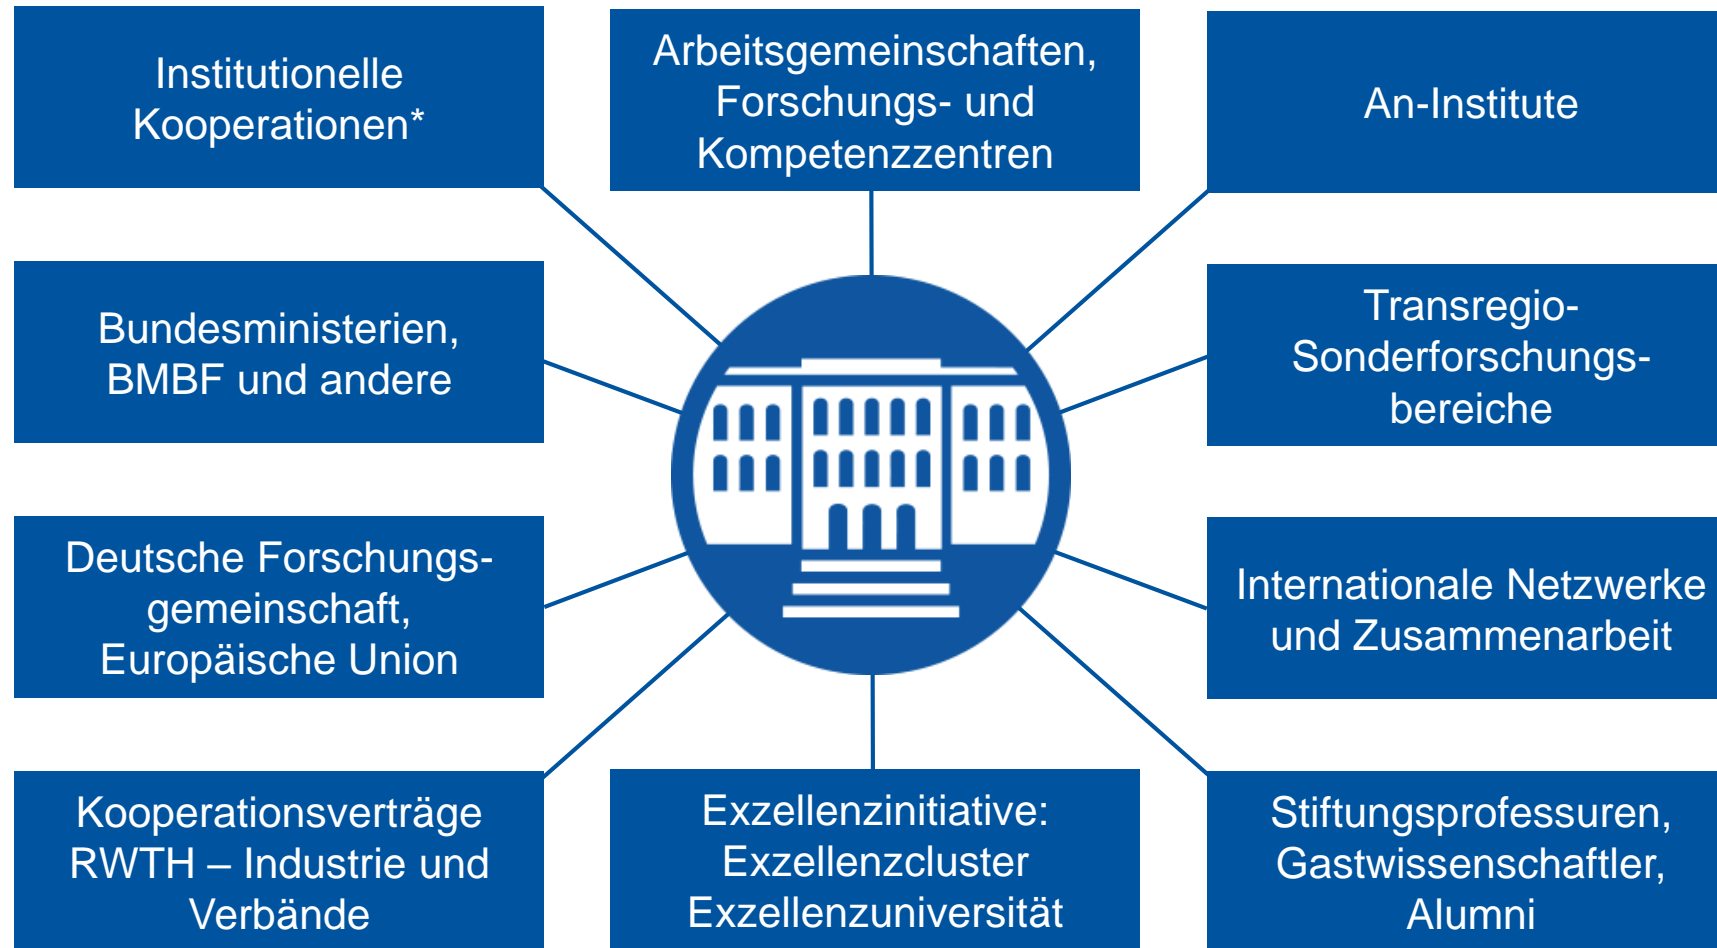 Institutionelle
Kooperationen*
Arbeitsgemeinschaften,
Forschungs- und
Kompetenzzentren
An-Institute
Bundesministerien,
BMBF und andere
Transregio-
Sonderforschungs-
bereiche
Deutsche Forschungs-
gemeinschaft,
Europäische Union
Internationale Netzwerke
und Zusammenarbeit
Kooperationsverträge
RWTH – Industrie und
Verbände
Exzellenzinitiative:
Exzellenzcluster
Exzellenzuniversität
Stiftungsprofessuren,
Gastwissenschaftler,
Alumni